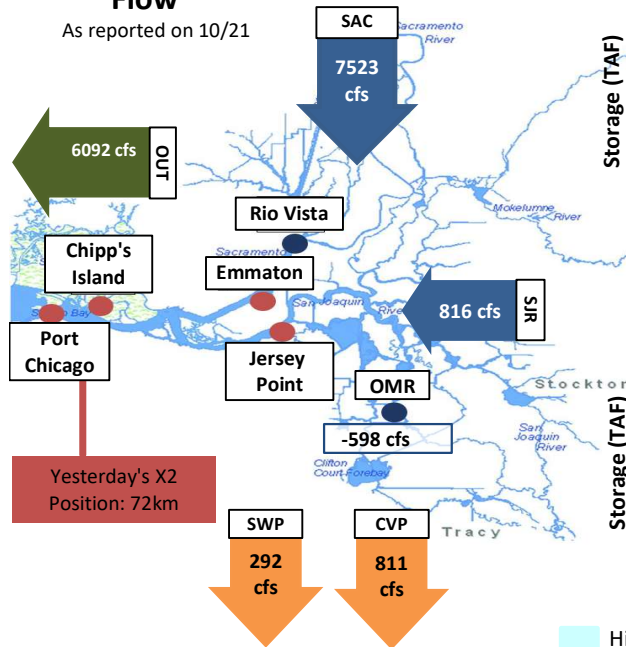 Flow
As reported on 10/21
SAC
Sacramento
River
7523
cfs
Storage (TAF)
6092 cfs
OUT
Mokelumne
River
Rio Vista
Chipp's
Island
Sacramento
Emmaton
San Joaquin
River
816 cfs
SJR
Port
Chicago
Jersey
Point
OMR
Stockton
-598 cfs
San
Joaquin
River
Clifton
Court Forebay
Storage (TAF)
Yesterday's X2
Position: 72km
SWP
CVP
Tracy
292
cfs
811
cfs
Hi